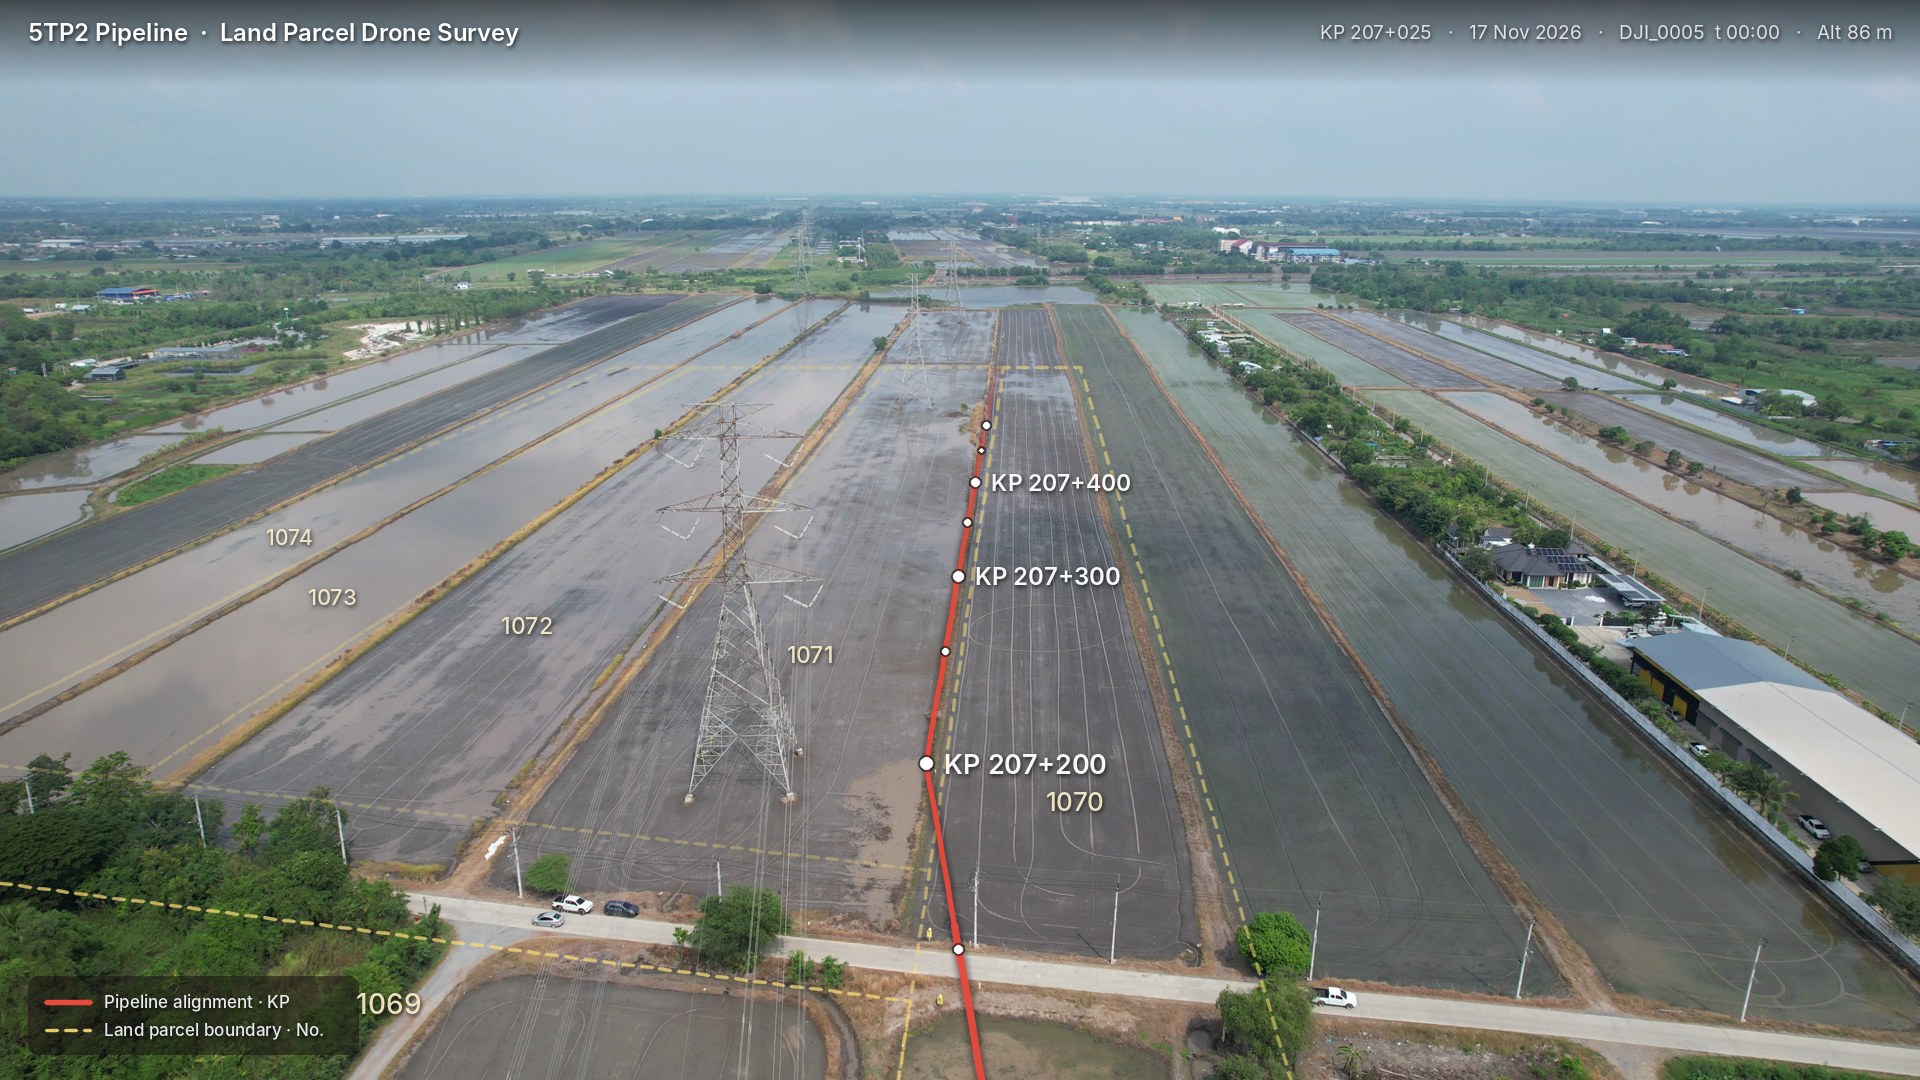 5TP2 Pipeline · Land Parcel Drone Survey
KP 207+025 · 17 Nov 2026 · DJI_0005 t 00:00 · Alt 86 m
KP 207+400
1074
KP 207+300
1073
1072
1071
KP 207+200
1070
1069
Pipeline alignment · KP
Land parcel boundary · No.